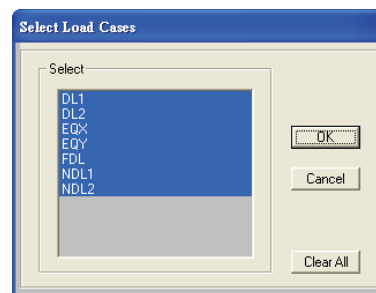 Select Load Cases
Select
DL1
DL2
EQX
EQY
FDL
NDL1
NDL2
OK
Cancel
Clear All